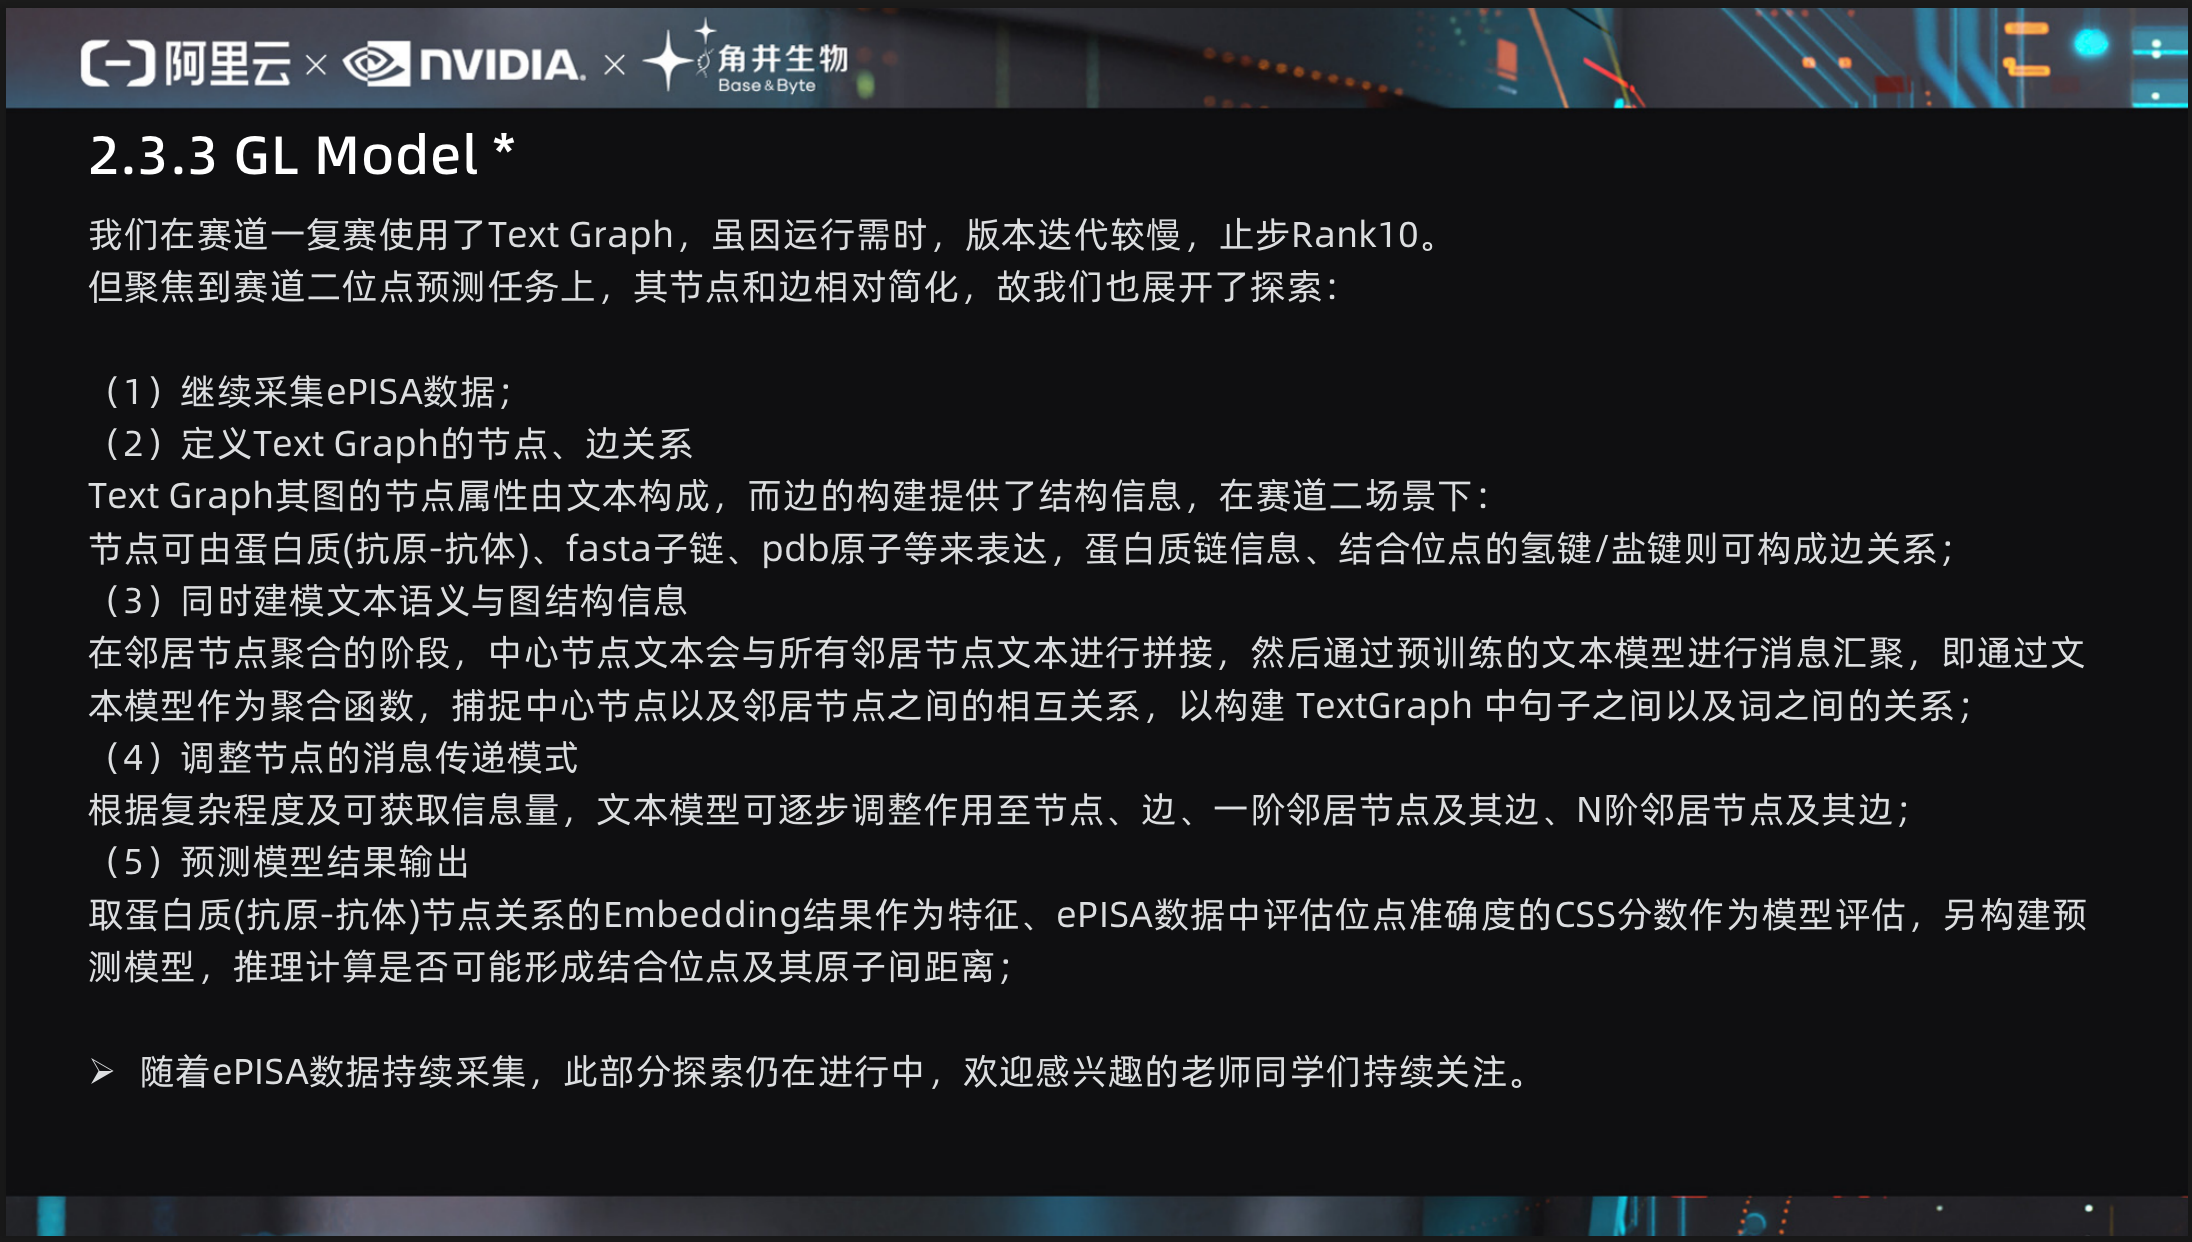 阿里云 × NVIDIA. × 角井生物
Base&Byte
2.3.3 GL Model *
我们在赛道一复赛使用了Text Graph，虽因运行需时，版本迭代较慢，止步Rank10。
但聚焦到赛道二位点预测任务上，其节点和边相对简化，故我们也展开了探索：
（1）继续采集ePISA数据；
（2）定义Text Graph的节点、边关系
Text Graph其图的节点属性由文本构成，而边的构建提供了结构信息，在赛道二场景下：
节点可由蛋白质(抗原-抗体)、fasta子链、pdb原子等来表达，蛋白质链信息、结合位点的氢键/盐键则可构成边关系；
（3）同时建模文本语义与图结构信息
在邻居节点聚合的阶段，中心节点文本会与所有邻居节点文本进行拼接，然后通过预训练的文本模型进行消息汇聚，即通过文
本模型作为聚合函数，捕捉中心节点以及邻居节点之间的相互关系，以构建 TextGraph 中句子之间以及词之间的关系；
（4）调整节点的消息传递模式
根据复杂程度及可获取信息量，文本模型可逐步调整作用至节点、边、一阶邻居节点及其边、N阶邻居节点及其边；
（5）预测模型结果输出
取蛋白质(抗原-抗体)节点关系的Embedding结果作为特征、ePISA数据中评估位点准确度的CSS分数作为模型评估，另构建预
测模型，推理计算是否可能形成结合位点及其原子间距离；
➢ 随着ePISA数据持续采集，此部分探索仍在进行中，欢迎感兴趣的老师同学们持续关注。